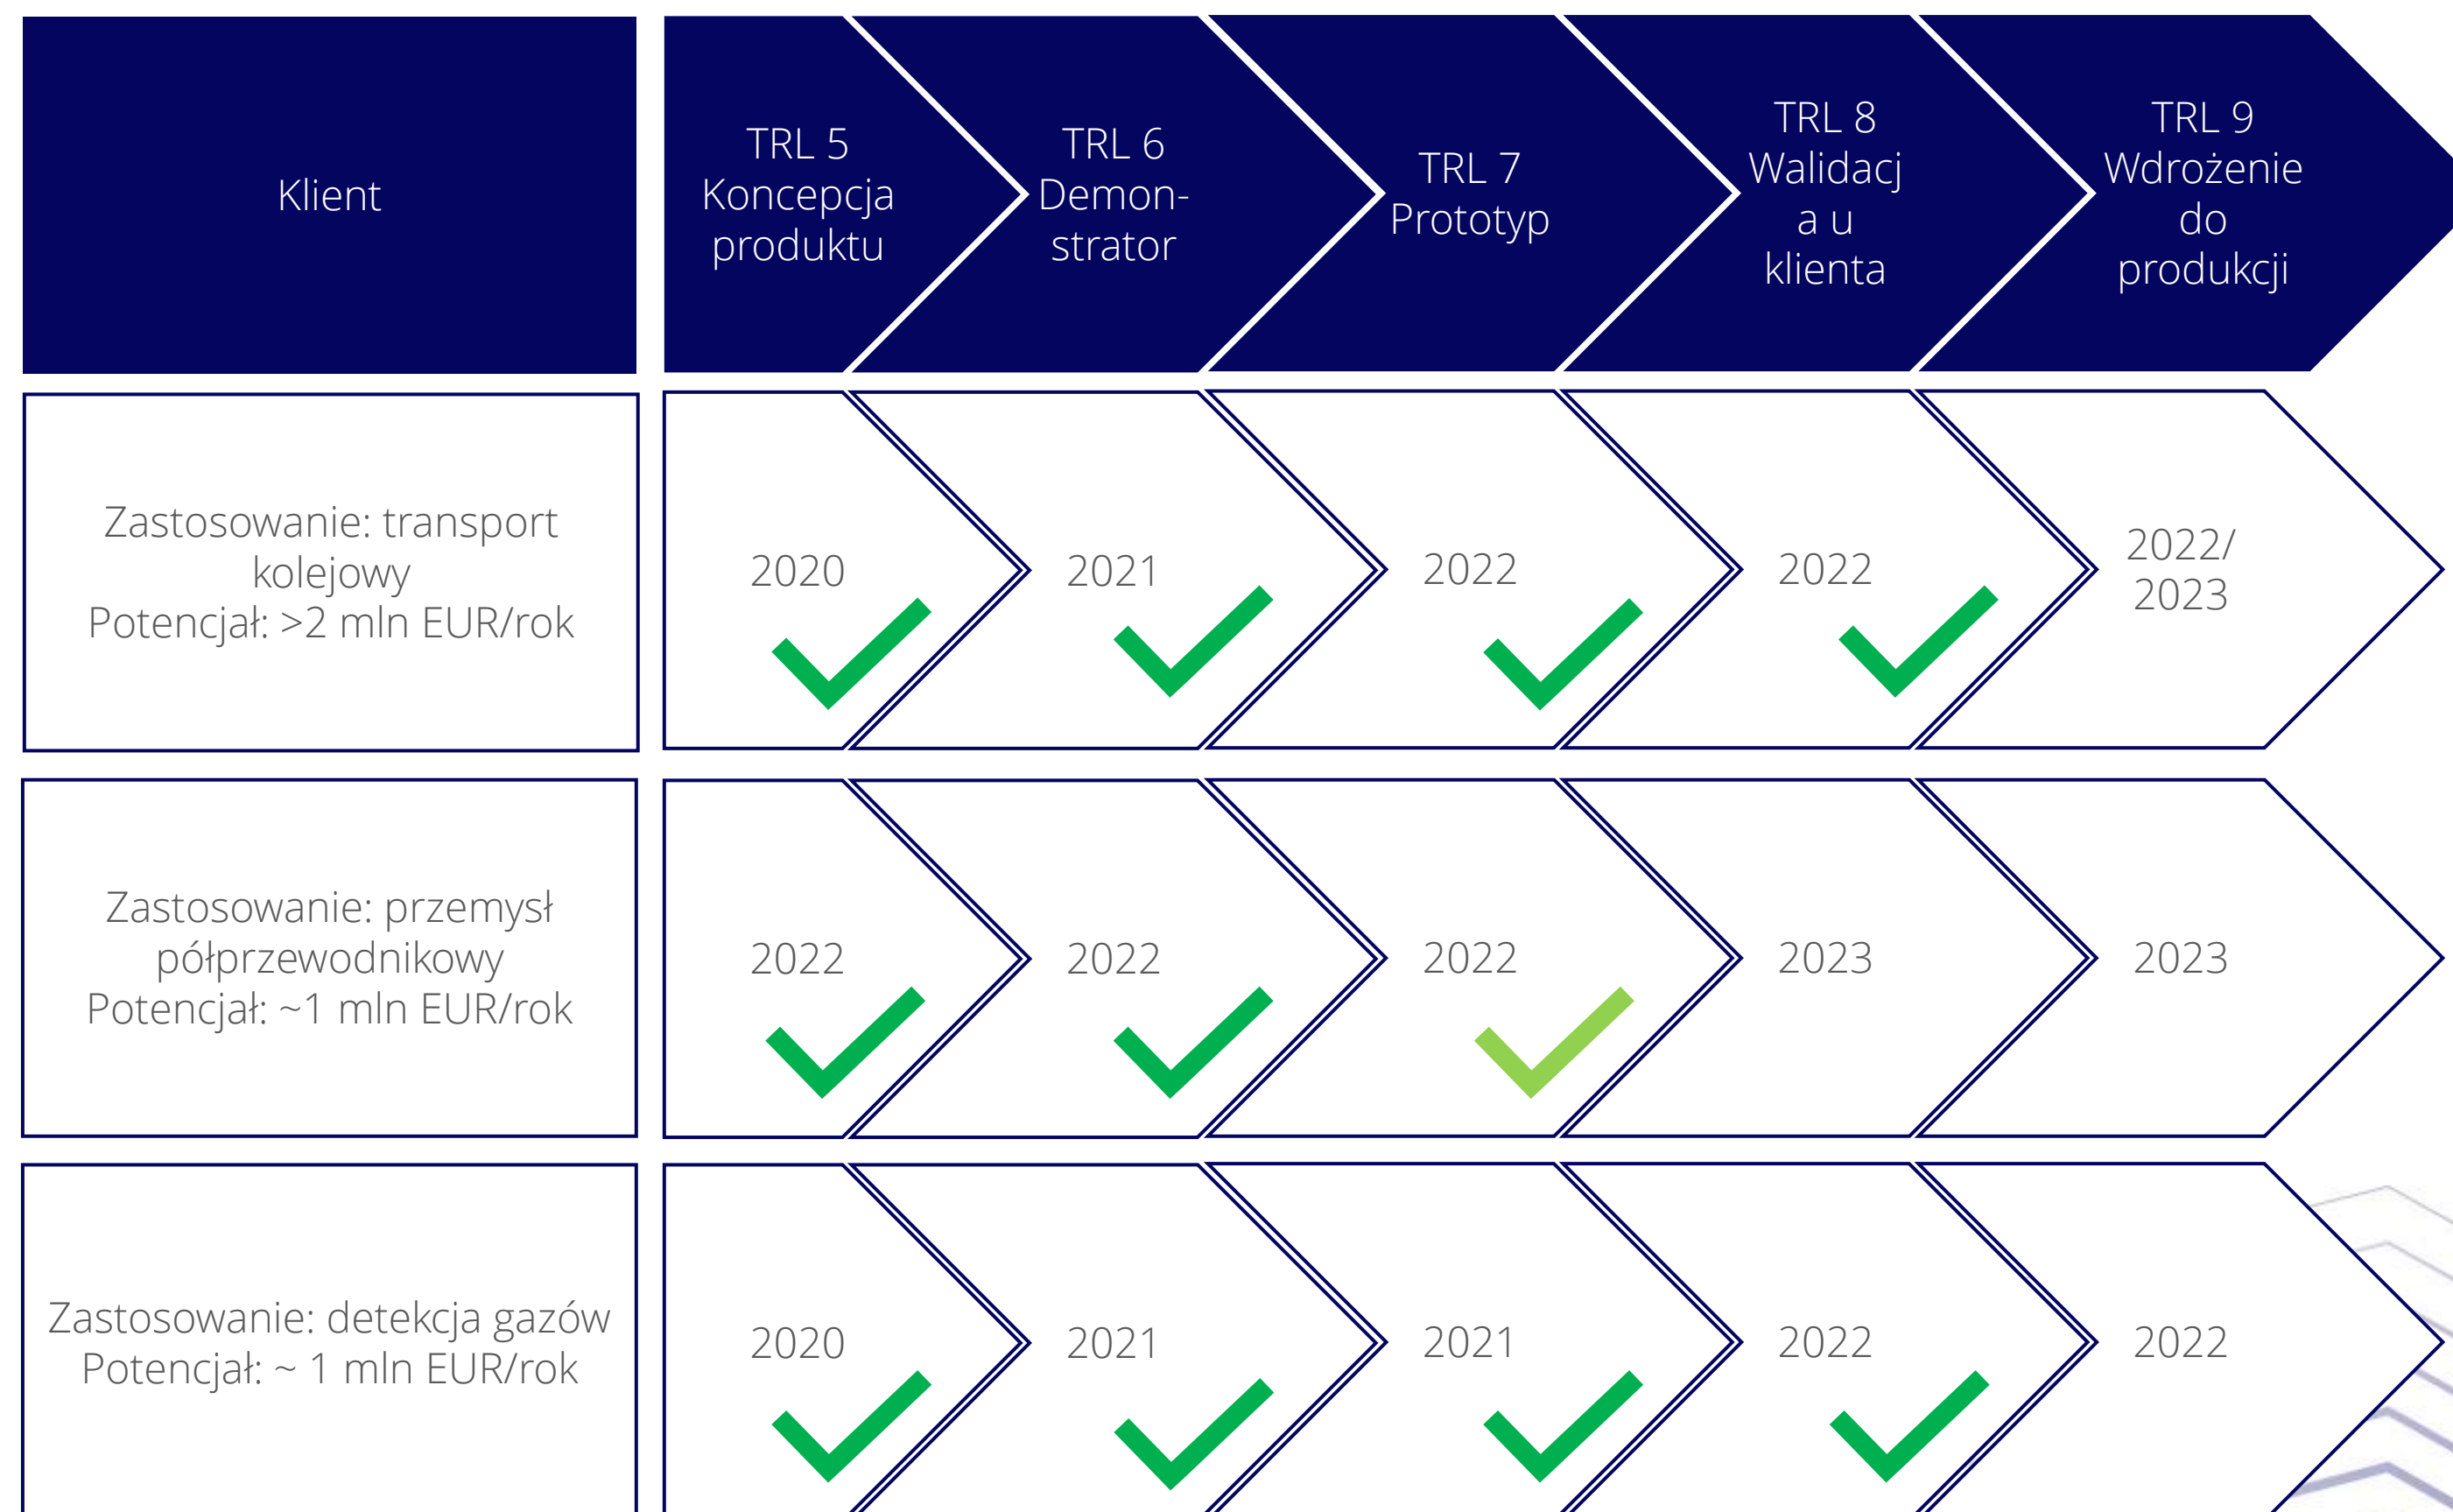 Klient
TRL 5
Koncepcja
produktu
TRL 6
Demon-
strator
TRL 7
Prototyp
TRL 8
Walidacj
a u
klienta
TRL 9
Wdrożenie
do
produkcji
Zastosowanie: transport
kolejowy
Potencjał: >2 mln EUR/rok
2020
2021
2022
2022
2022/
2023
Zastosowanie: przemysł
półprzewodnikowy
Potencjał: ~1 mln EUR/rok
2022
2022
2022
2023
2023
Zastosowanie: detekcja gazów
Potencjał: ~ 1 mln EUR/rok
2020
2021
2021
2022
2022